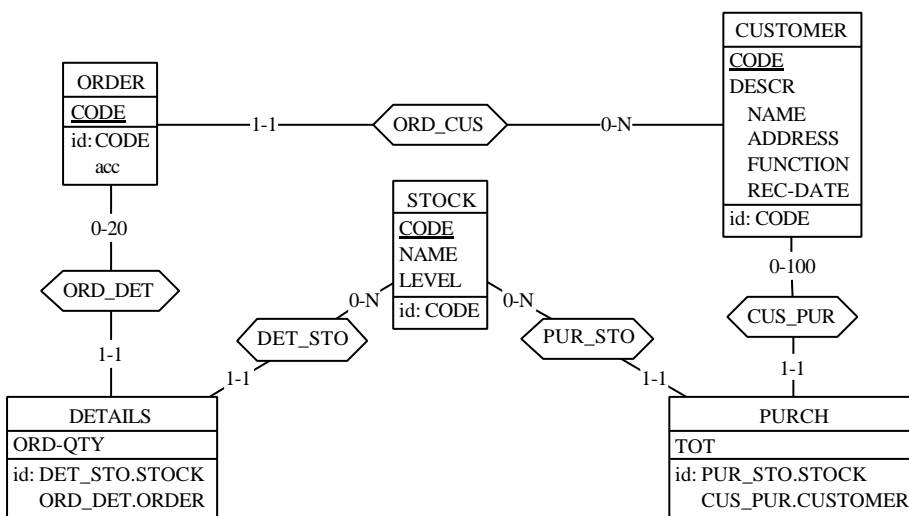 CUSTOMER
CODE
DESCR
NAME
ADDRESS
FUNCTION
REC-DATE
id: CODE
ORDER
CODE
id: CODE
acc
1-1
ORD_CUS
0-N
STOCK
CODE
NAME
LEVEL
id: CODE
0-20
ORD_DET
1-1
0-N
DET_STO
1-1
0-N
PUR_STO
1-1
0-100
CUS_PUR
1-1
DETAILS
ORD-QTY
id: DET_STO.STOCK
ORD_DET.ORDER
PURCH
TOT
id: PUR_STO.STOCK
CUS_PUR.CUSTOMER